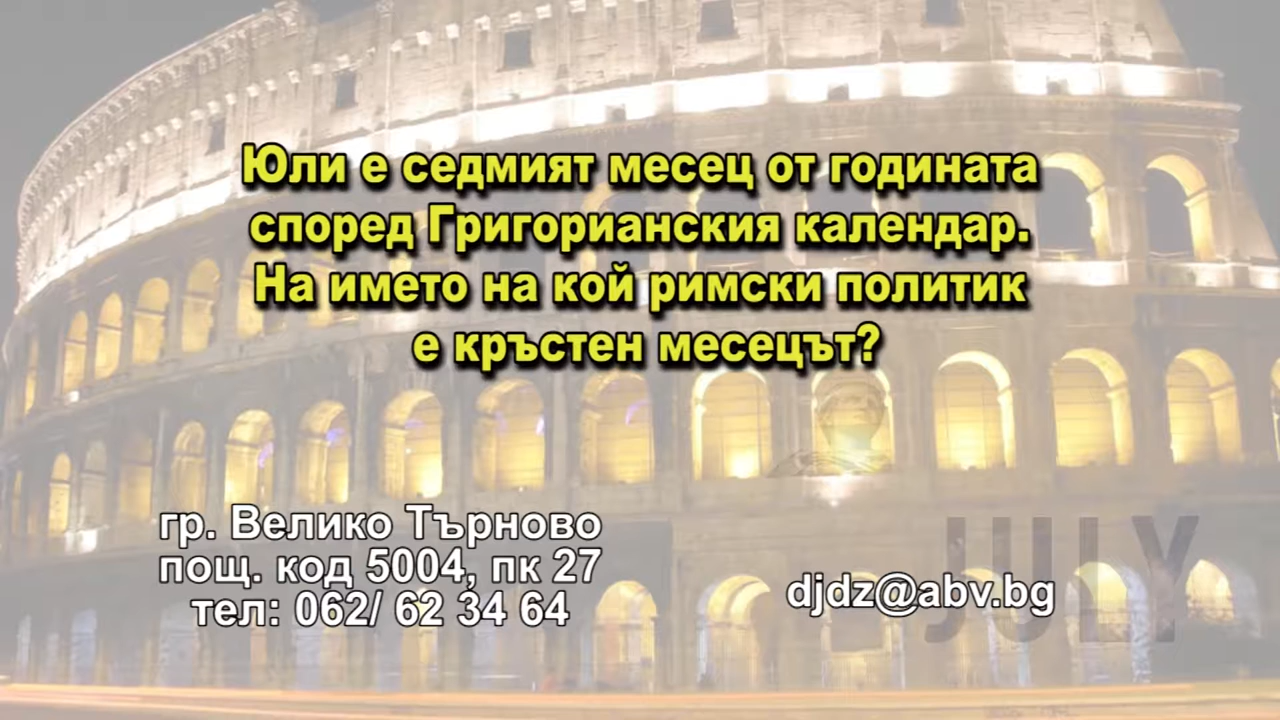 Юли е седмият месец от годината
според Григорианския календар.
На името на кой римски политик
е кръстен месецът?
гр. Велико Търново
пощ. код 5004, пк 27
тел: 062/ 62 34 64
djdz@abv.bg
JULY